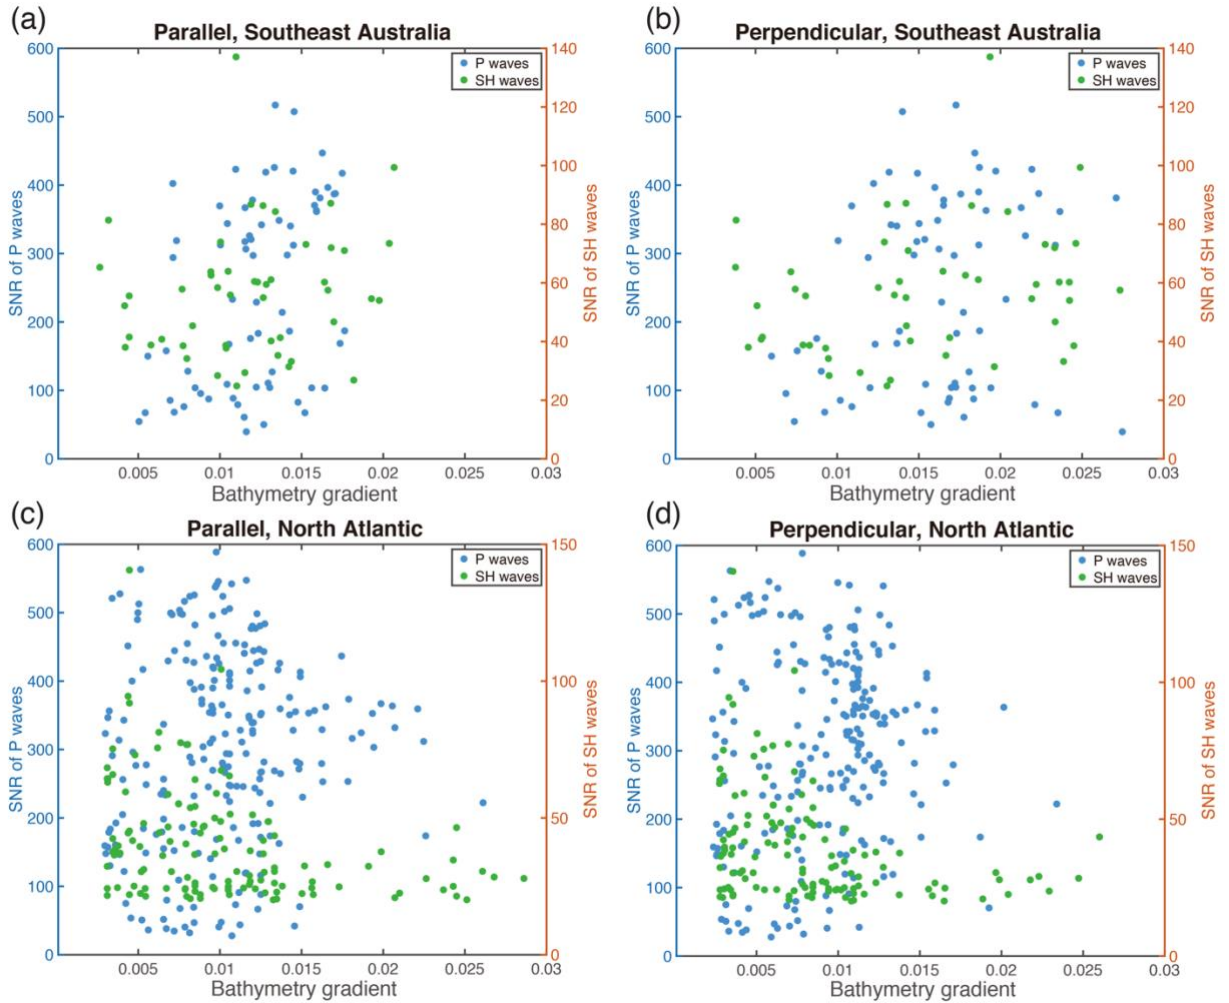 (a)
Parallel, Southeast Australia
600
500
400
300
200
100
0
SNR of P waves
P waves
SH waves
140
120
100
80
60
40
20
0
SNR of SH waves
0.005 0.01 0.015 0.02 0.025 0.03
Bathymetry gradient
(b)
Perpendicular, Southeast Australia
600
500
400
300
200
100
0
SNR of P waves
P waves
SH waves
140
120
100
80
60
40
20
0
SNR of SH waves
0.005 0.01 0.015 0.02 0.025 0.03
Bathymetry gradient
(c)
Parallel, North Atlantic
600
500
400
300
200
100
0
SNR of P waves
P waves
SH waves
150
100
50
0
SNR of SH waves
0.005 0.01 0.015 0.02 0.025 0.03
Bathymetry gradient
(d)
Perpendicular, North Atlantic
600
500
400
300
200
100
0
SNR of P waves
P waves
SH waves
150
100
50
0
SNR of SH waves
0.005 0.01 0.015 0.02 0.025 0.03
Bathymetry gradient